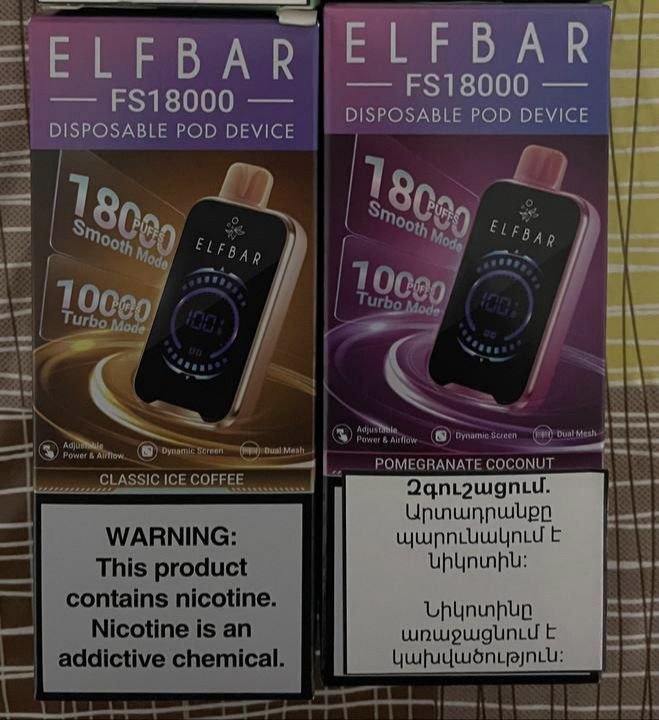 ELFBAR
FS18000
DISPOSABLE POD DEVICE
18000
PUFFS
Smooth Mode
10000
PUFFS
Turbo Mode
ELFBAR
100%
Adjustable
Power & Airflow
Dynamic Screen
Dual Mesh
CLASSIC ICE COFFEE
WARNING:
This product
contains nicotine.
Nicotine is an
addictive chemical.
ELFBAR
FS18000
DISPOSABLE POD DEVICE
18000
PUFFS
Smooth Mode
10000
PUFFS
Turbo Mode
ELFBAR
100%
Adjustable
Power & Airflow
Dynamic Screen
Dual Mesh
POMEGRANATE COCONUT
Զգուշացում.
Արտադրանքը
պարունակում է
նիկոտին:
Նիկոտինը
առաջացնում է
կախվածություն: